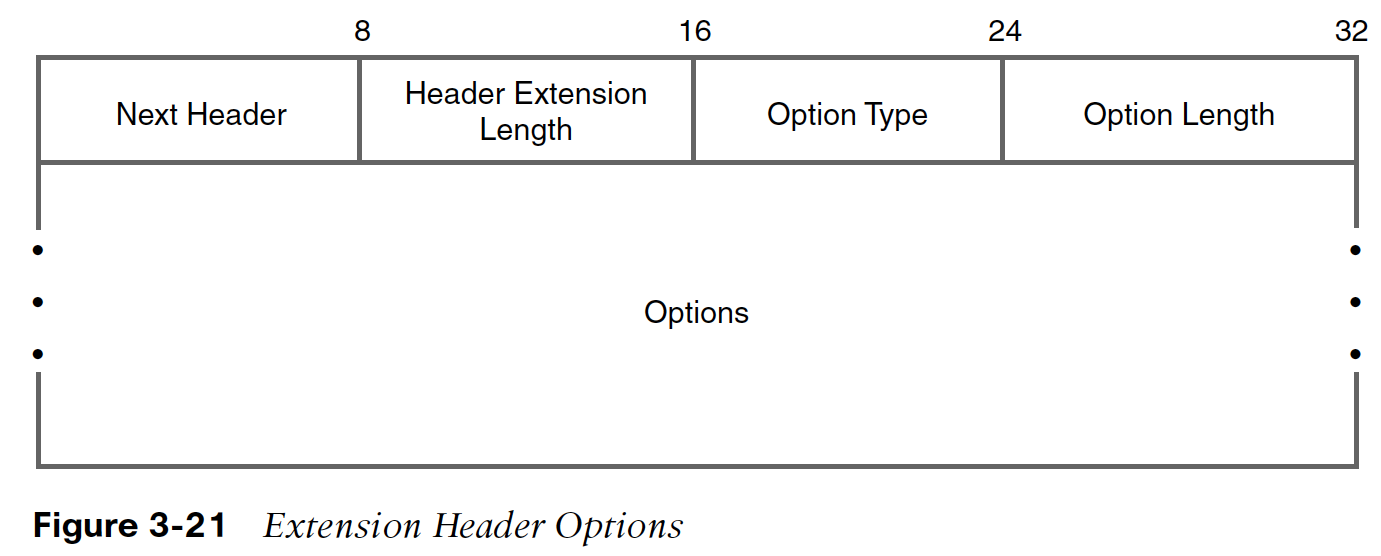 8 16 24 32
Next Header
Header Extension
Length
Option Type
Option Length
Options
Figure 3-21 Extension Header Options